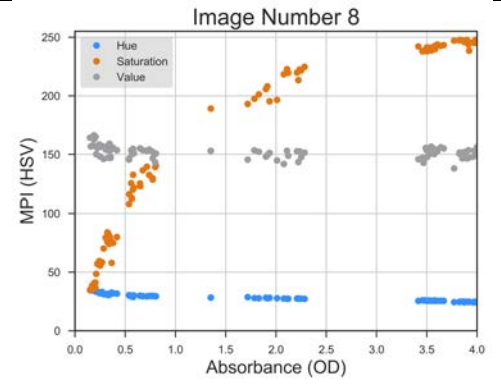 Image Number 8
250
200
150
100
50
0
MPI (HSV)
Hue
Saturation
Value
0.0 0.5 1.0 1.5 2.0 2.5 3.0 3.5 4.0
Absorbance (OD)